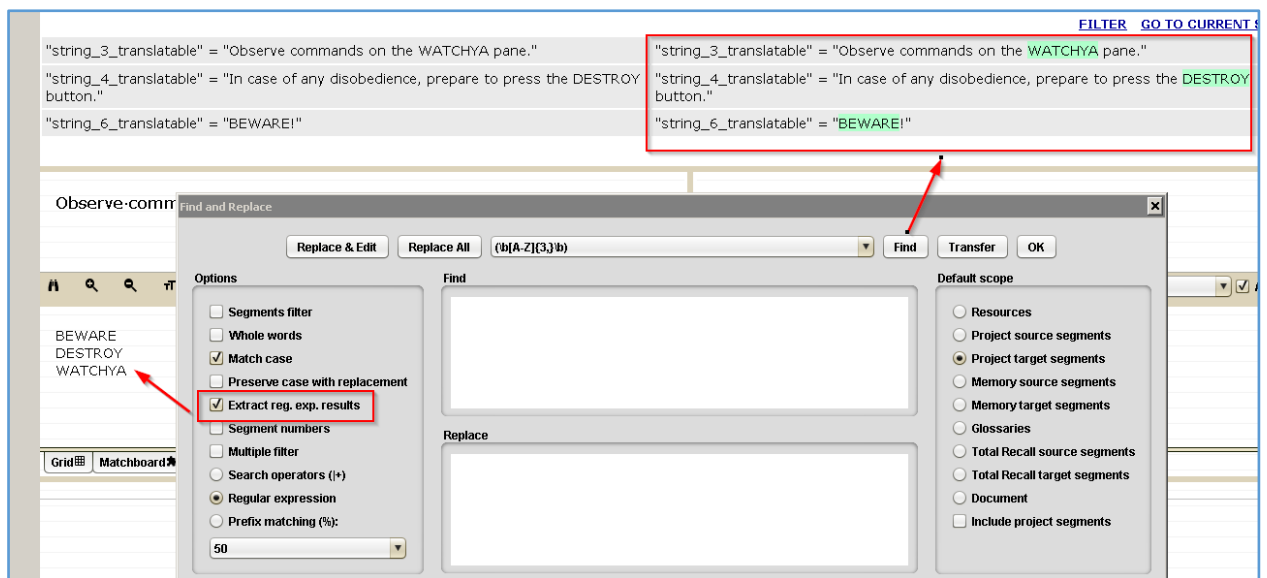 FILTER GO TO CURRENT
"string_3_translatable" = "Observe commands on the WATCHYA pane."
"string_3_translatable" = "Observe commands on the WATCHYA pane."
"string_4_translatable" = "In case of any disobedience, prepare to press the DESTROY
button."
"string_4_translatable" = "In case of any disobedience, prepare to press the DESTROY
button."
"string_6_translatable" = "BEWARE!"
"string_6_translatable" = "BEWARE!"
Observe·comm
Find and Replace
Replace & Edit Replace All (\b[A-Z]{3,}\b) Find Transfer OK
Options
Segments filter
Whole words
Match case
Preserve case with replacement
Extract reg. exp. results
Segment numbers
Multiple filter
Search operators (|+)
Regular expression
Prefix matching (%):
50
Find
Replace
Default scope
Resources
Project source segments
Project target segments
Memory source segments
Memory target segments
Glossaries
Total Recall source segments
Total Recall target segments
Document
Include project segments
BEWARE
DESTROY
WATCHYA
Grid Matchboard